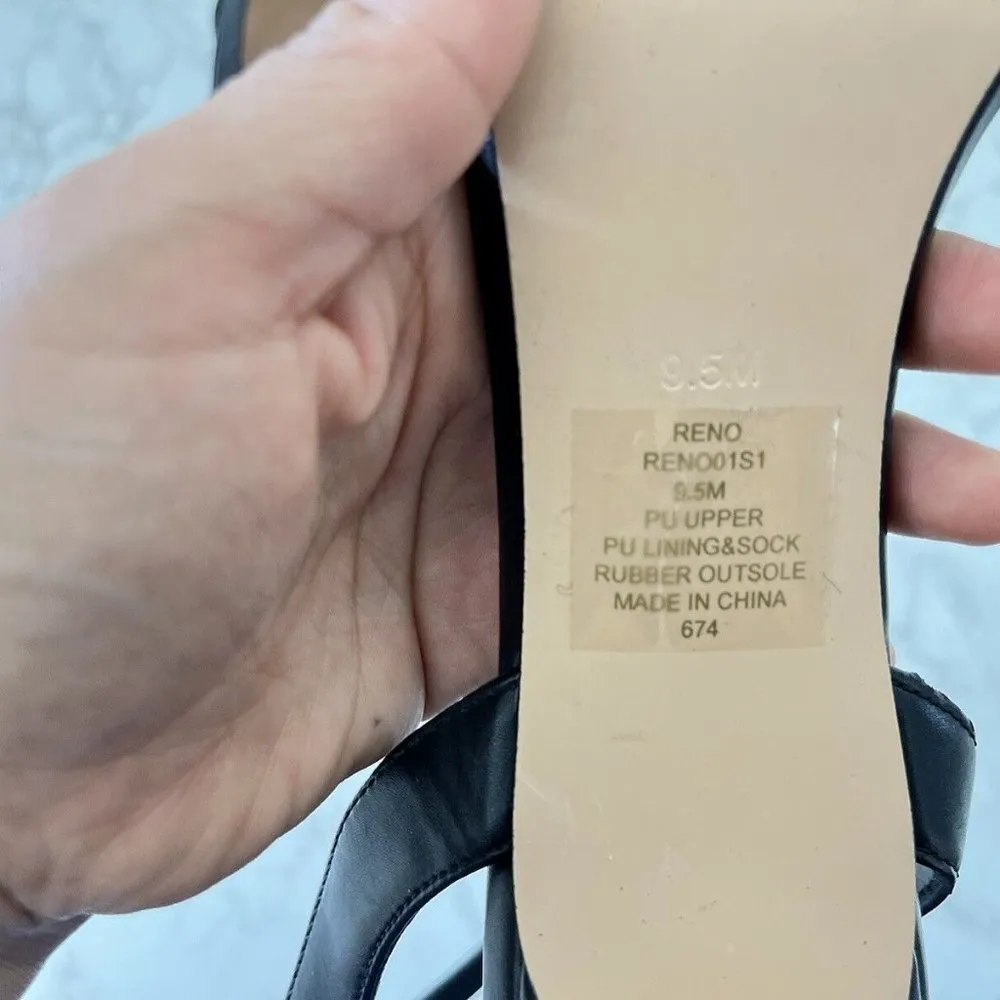 9.5M
RENO
RENO01S1
9.5M
PU UPPER
PU LINING&SOCK
RUBBER OUTSOLE
MADE IN CHINA
674